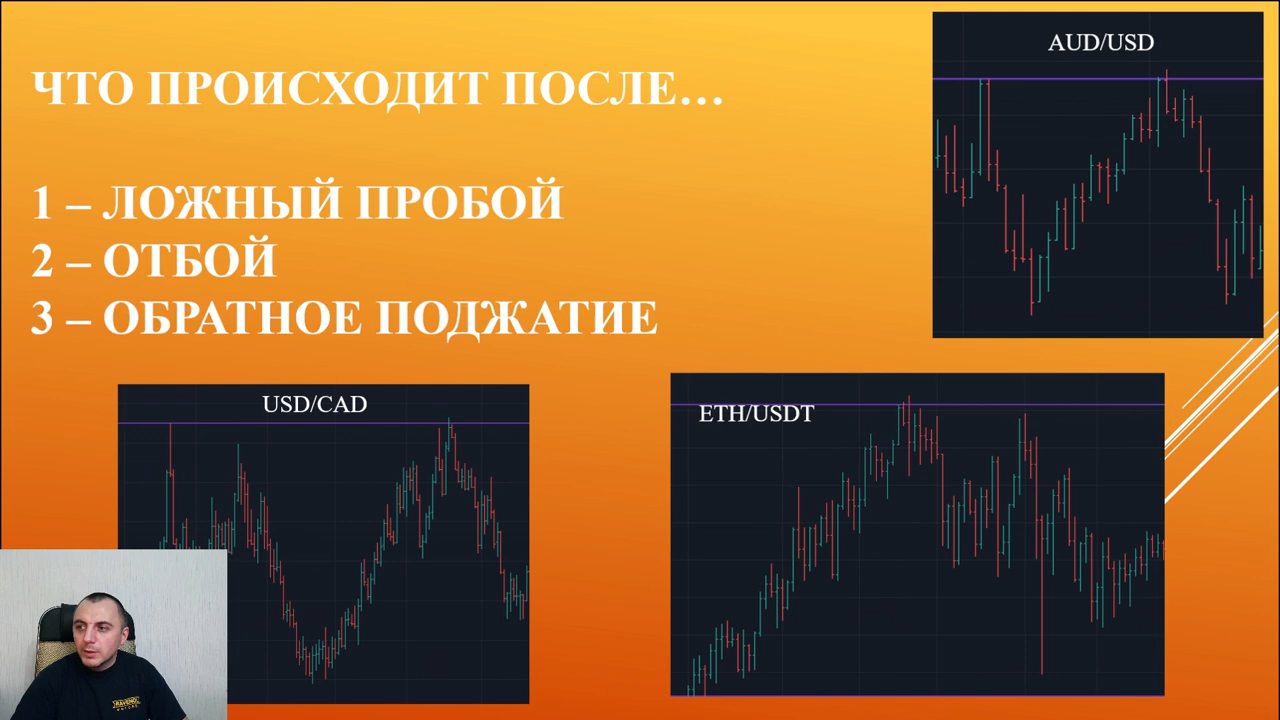 ЧТО ПРОИСХОДИТ ПОСЛЕ...
1 – ЛОЖНЫЙ ПРОБОЙ
2 – ОТБОЙ
3 – ОБРАТНОЕ ПОДЖАТИЕ
AUD/USD
USD/CAD
ETH/USDT